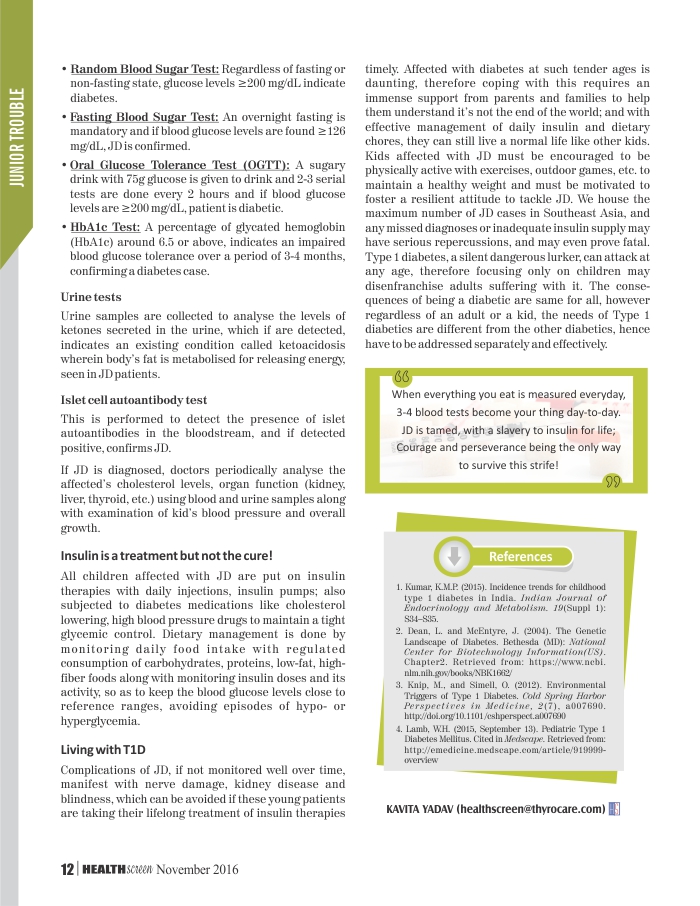 JUNIOR TROUBLE
• Random Blood Sugar Test: Regardless of fasting or
non-fasting state, glucose levels ≥200 mg/dL indicate
diabetes.
• Fasting Blood Sugar Test: An overnight fasting is
mandatory and if blood glucose levels are found ≥126
mg/dL, JD is confirmed.
• Oral Glucose Tolerance Test (OGTT): A sugary
drink with 75g glucose is given to drink and 2-3 serial
tests are done every 2 hours and if blood glucose
levels are ≥200 mg/dL, patient is diabetic.
• HbA1c Test: A percentage of glycated hemoglobin
(HbA1c) around 6.5 or above, indicates an impaired
blood glucose tolerance over a period of 3-4 months,
confirming a diabetes case.
Urine tests
Urine samples are collected to analyse the levels of
ketones secreted in the urine, which if are detected,
indicates an existing condition called ketoacidosis
wherein body's fat is metabolised for releasing energy,
seen in JD patients.
Islet cell autoantibody test
This is performed to detect the presence of islet
autoantibodies in the bloodstream, and if detected
positive, confirms JD.
If JD is diagnosed, doctors periodically analyse the
affected's cholesterol levels, organ function (kidney,
liver, thyroid, etc.) using blood and urine samples along
with examination of kid's blood pressure and overall
growth.
Insulin is a treatment but not the cure!
All children affected with JD are put on insulin
therapies with daily injections, insulin pumps; also
subjected to diabetes medications like cholesterol
lowering, high blood pressure drugs to maintain a tight
glycemic control. Dietary management is done by
monitoring daily food intake with regulated
consumption of carbohydrates, proteins, low-fat, high-
fiber foods along with monitoring insulin doses and its
activity, so as to keep the blood glucose levels close to
reference ranges, avoiding episodes of hypo- or
hyperglycemia.
Living with T1D
Complications of JD, if not monitored well over time,
manifest with nerve damage, kidney disease and
blindness, which can be avoided if these young patients
are taking their lifelong treatment of insulin therapies
timely. Affected with diabetes at such tender ages is
daunting, therefore coping with this requires an
immense support from parents and families to help
them understand it's not the end of the world; and with
effective management of daily insulin and dietary
chores, they can still live a normal life like other kids.
Kids affected with JD must be encouraged to be
physically active with exercises, outdoor games, etc. to
maintain a healthy weight and must be motivated to
foster a resilient attitude to tackle JD. We house the
maximum number of JD cases in Southeast Asia, and
any missed diagnoses or inadequate insulin supply may
have serious repercussions, and may even prove fatal.
Type 1 diabetes, a silent dangerous lurker, can attack at
any age, therefore focusing only on children may
disenfranchise adults suffering with it. The conse-
quences of being a diabetic are same for all, however
regardless of an adult or a kid, the needs of Type 1
diabetics are different from the other diabetics, hence
have to be addressed separately and effectively.
“
When everything you eat is measured everyday,
3-4 blood tests become your thing day-to-day.
JD is tamed, with a slavery to insulin for life;
Courage and perseverance being the only way
to survive this strife!
”
References
1. Kumar, K.M.P. (2015). Incidence trends for childhood
type 1 diabetes in India. Indian Journal of
Endocrinology and Metabolism. 19(Suppl 1):
S34–S35.
2. Dean, L. and McEntyre, J. (2004). The Genetic
Landscape of Diabetes. Bethesda (MD): National
Center for Biotechnology Information(US).
Chapter2. Retrieved from: https://www.ncbi.
nlm.nih.gov/books/NBK1662/
3. Knip, M., and Simell, O. (2012). Environmental
Triggers of Type 1 Diabetes. Cold Spring Harbor
Perspectives in Medicine, 2(7), a007690.
http://doi.org/10.1101/cshperspect.a007690
4. Lamb, W.H. (2015, September 13). Pediatric Type 1
Diabetes Mellitus. Cited in Medscape. Retrieved from:
http://emedicine.medscape.com/article/919999-
overview
KAVITA YADAV (healthscreen@thyrocare.com)
12 | HEALTHscreen November 2016